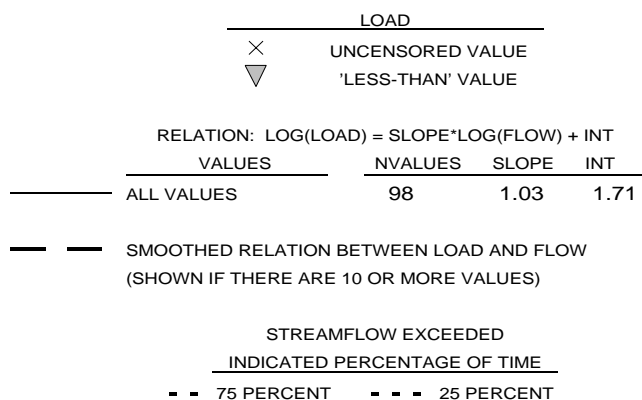 LOAD
UNCENSORED VALUE
'LESS-THAN' VALUE
RELATION: LOG(LOAD) = SLOPE*LOG(FLOW) + INT
VALUES NVALUES SLOPE INT
ALL VALUES 98 1.03 1.71
SMOOTHED RELATION BETWEEN LOAD AND FLOW
(SHOWN IF THERE ARE 10 OR MORE VALUES)
STREAMFLOW EXCEEDED
INDICATED PERCENTAGE OF TIME
75 PERCENT 25 PERCENT